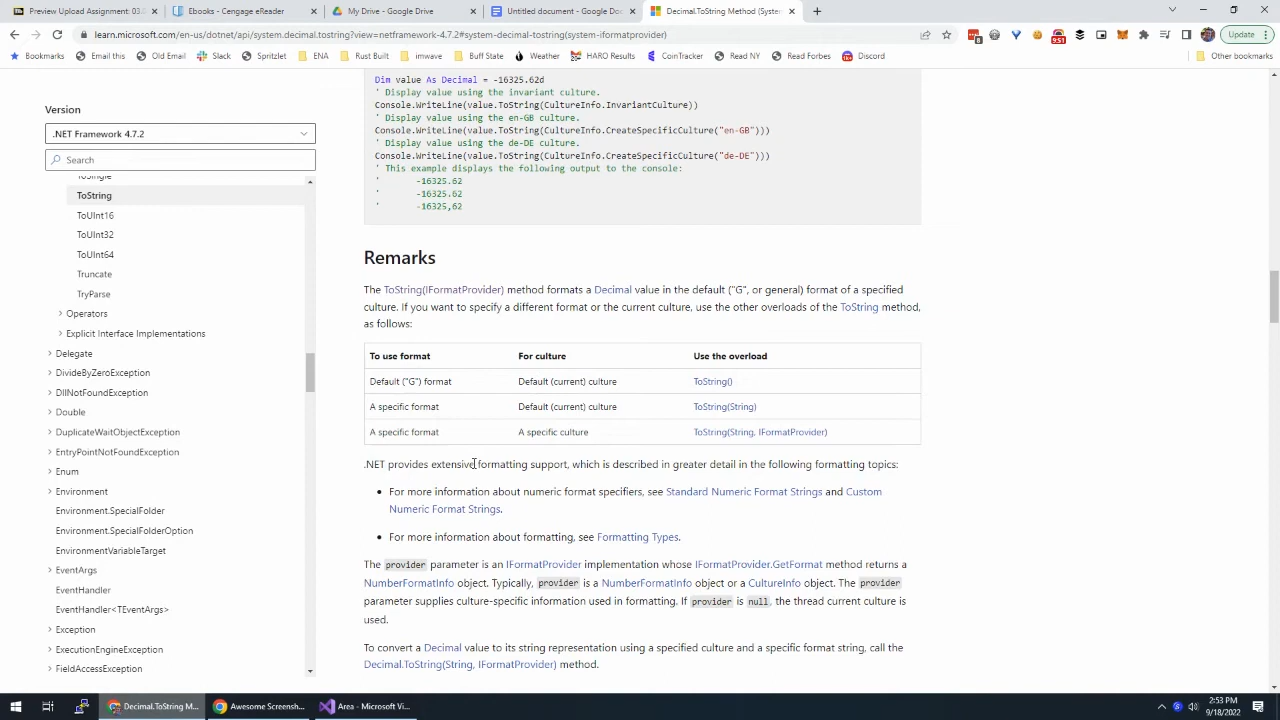 Preview Upload Assignment: 03.
Ebooks - Cengage eReader
My Drive - Google Drive
Untitled document - Google Doc
Decimal.ToString Method (System
learn.microsoft.com/en-us/dotnet/api/system.decimal.tostring?view=netframework-4.7.2#system-decimal-tostring(system-iformatprovider)
Update
Bookmarks
Email this
Old Email
Slack
Spritzlet
ENA
Rust Built
imwave
Buff State
Weather
HARO Results
CoinTracker
Read NY
Read Forbes
Discord
Other bookmarks
Version
.NET Framework 4.7.2
Search
ToSingle
ToString
ToUInt16
ToUInt32
ToUInt64
Truncate
TryParse
Operators
Explicit Interface Implementations
Delegate
DivideByZeroException
DllNotFoundException
Double
DuplicateWaitObjectException
EntryPointNotFoundException
Enum
Environment
Environment.SpecialFolder
Environment.SpecialFolderOption
EnvironmentVariableTarget
EventArgs
EventHandler
EventHandler<TEventArgs>
Exception
ExecutionEngineException
FieldAccessException
Dim value As Decimal = -16325.62d
' Display value using the invariant culture.
Console.WriteLine(value.ToString(CultureInfo.InvariantCulture))
' Display value using the en-GB culture.
Console.WriteLine(value.ToString(CultureInfo.CreateSpecificCulture("en-GB")))
' Display value using the de-DE culture.
Console.WriteLine(value.ToString(CultureInfo.CreateSpecificCulture("de-DE")))
' This example displays the following output to the console:
' -16325.62
' -16325.62
' -16325,62
Remarks
The ToString(IFormatProvider) method formats a Decimal value in the default ("G", or general) format of a specified
culture. If you want to specify a different format or the current culture, use the other overloads of the ToString method,
as follows:
To use format For culture Use the overload
Default ("G") format Default (current) culture ToString()
A specific format Default (current) culture ToString(String)
A specific format A specific culture ToString(String, IFormatProvider)
.NET provides extensive formatting support, which is described in greater detail in the following formatting topics:
• For more information about numeric format specifiers, see Standard Numeric Format Strings and Custom
Numeric Format Strings.
• For more information about formatting, see Formatting Types.
The provider parameter is an IFormatProvider implementation whose IFormatProvider.GetFormat method returns a
NumberFormatInfo object. Typically, provider is a NumberFormatInfo object or a CultureInfo object. The provider
parameter supplies culture-specific information used in formatting. If provider is null, the thread current culture is
used.
To convert a Decimal value to its string representation using a specified culture and a specific format string, call the
Decimal.ToString(String, IFormatProvider) method.
Decimal.ToString M...
Awesome Screensh...
Area - Microsoft Vi...
2:53 PM
9/18/2022